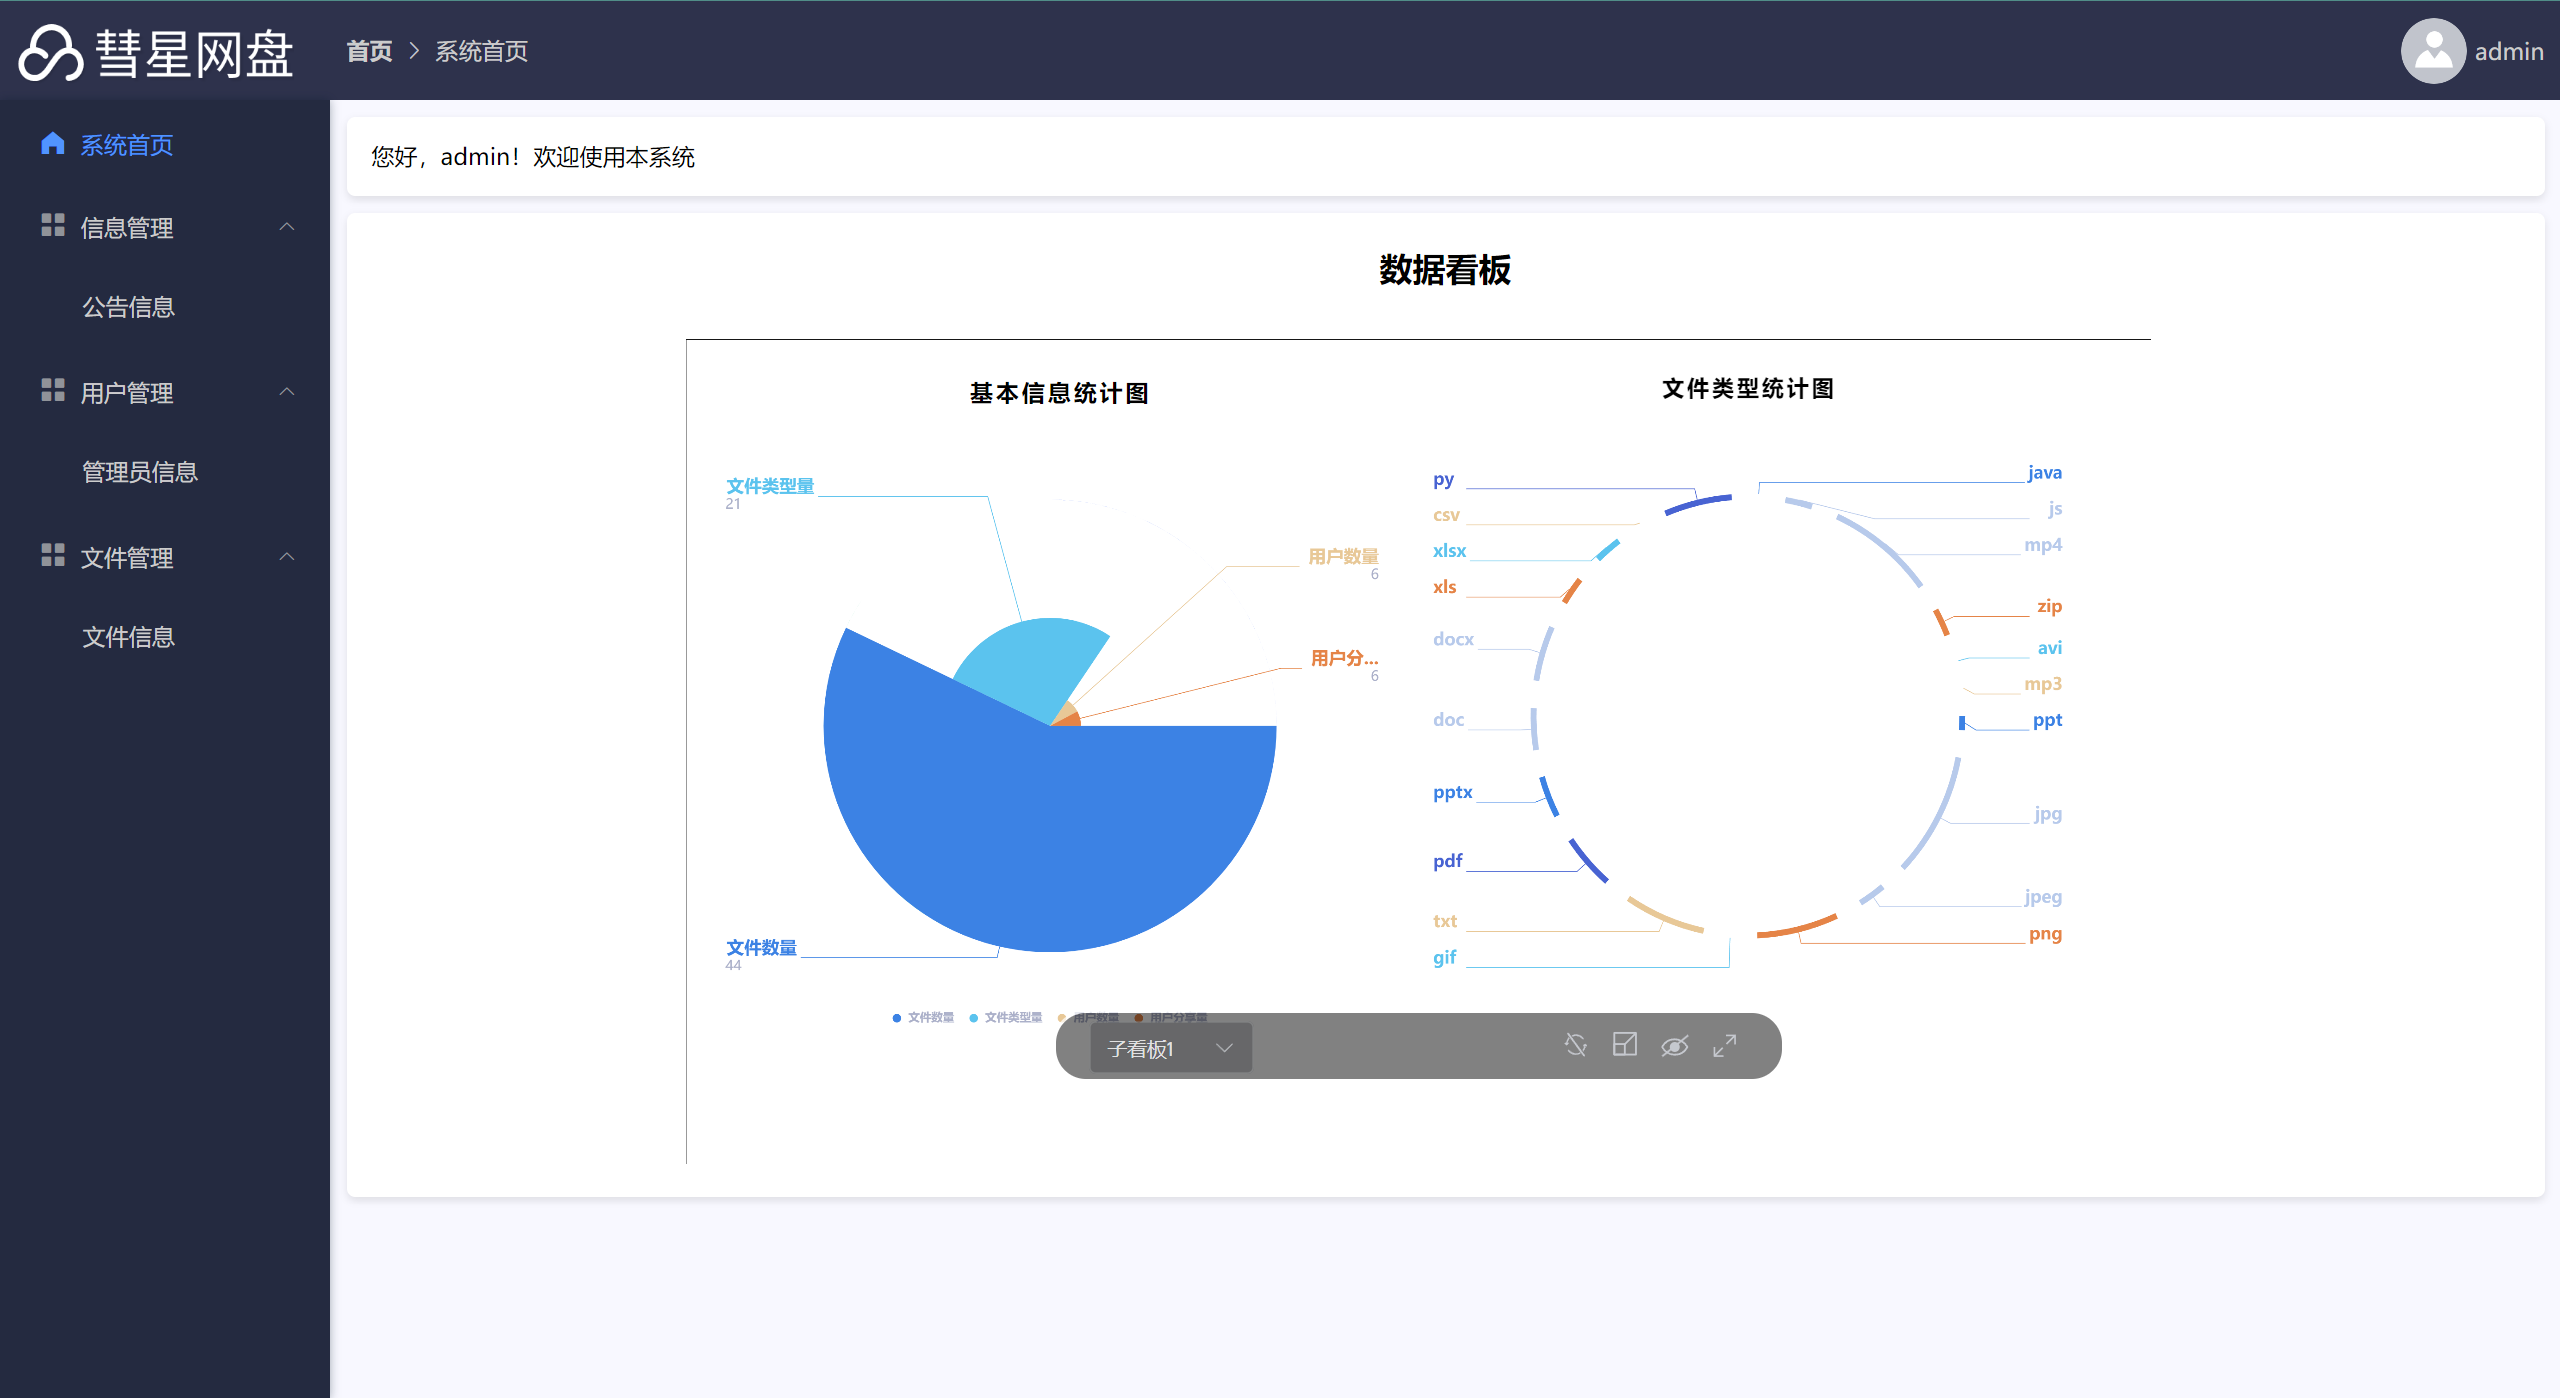 彗星网盘
首页 > 系统首页
admin
系统首页
信息管理
公告信息
用户管理
管理员信息
文件管理
文件信息
您好，admin！欢迎使用本系统
数据看板
基本信息统计图
文件类型量
21
用户数量
6
用户分...
6
文件数量
44
文件数量
文件类型量
用户数量
用户分享量
文件类型统计图
py
csv
xlsx
xls
docx
doc
pptx
pdf
txt
gif
java
js
mp4
zip
avi
mp3
ppt
jpg
jpeg
png
子看板1